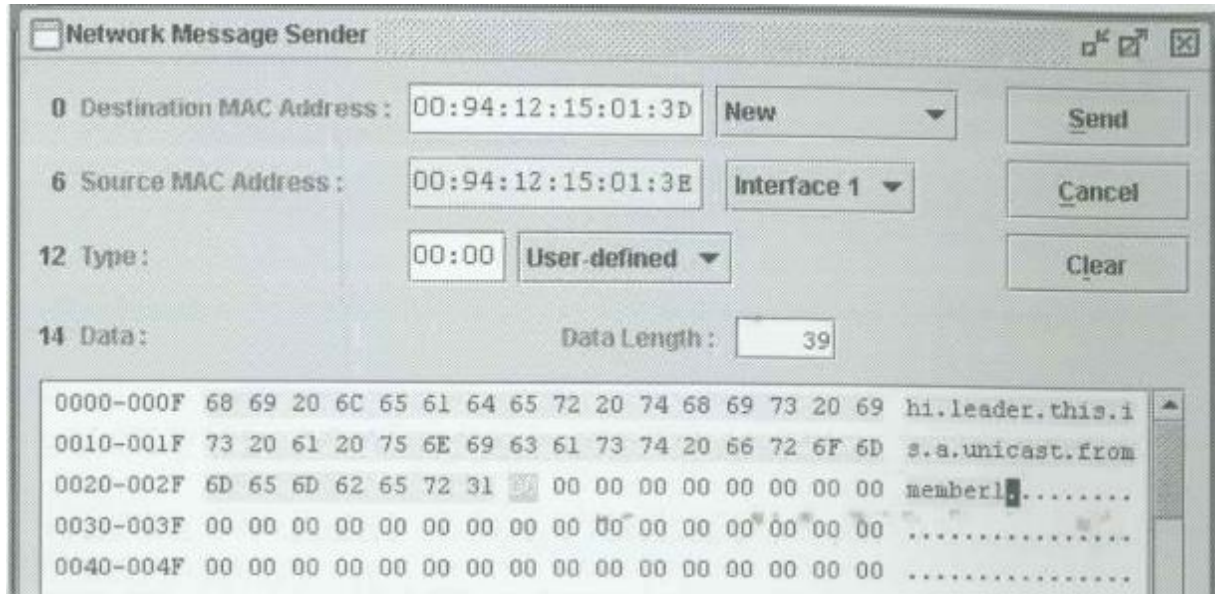 Network Message Sender
0 Destination MAC Address : 00:94:12:15:01:3D New Send
6 Source MAC Address : 00:94:12:15:01:3E Interface 1 Cancel
12 Type : 00:00 User-defined Clear
14 Data : Data Length : 39
0000-000F 68 69 20 6C 65 61 64 65 72 20 74 68 69 73 20 69 hi.leader.this.i
0010-001F 73 20 61 20 75 6E 69 63 61 73 74 20 66 72 6F 6D s.a.unicast.from
0020-002F 6D 65 6D 62 65 72 31 00 00 00 00 00 00 00 00 member1.........
0030-003F 00 00 00 00 00 00 00 00 00 00 00 00 00 00 00 00 ................
0040-004F 00 00 00 00 00 00 00 00 00 00 00 00 00 00 00 00 ................